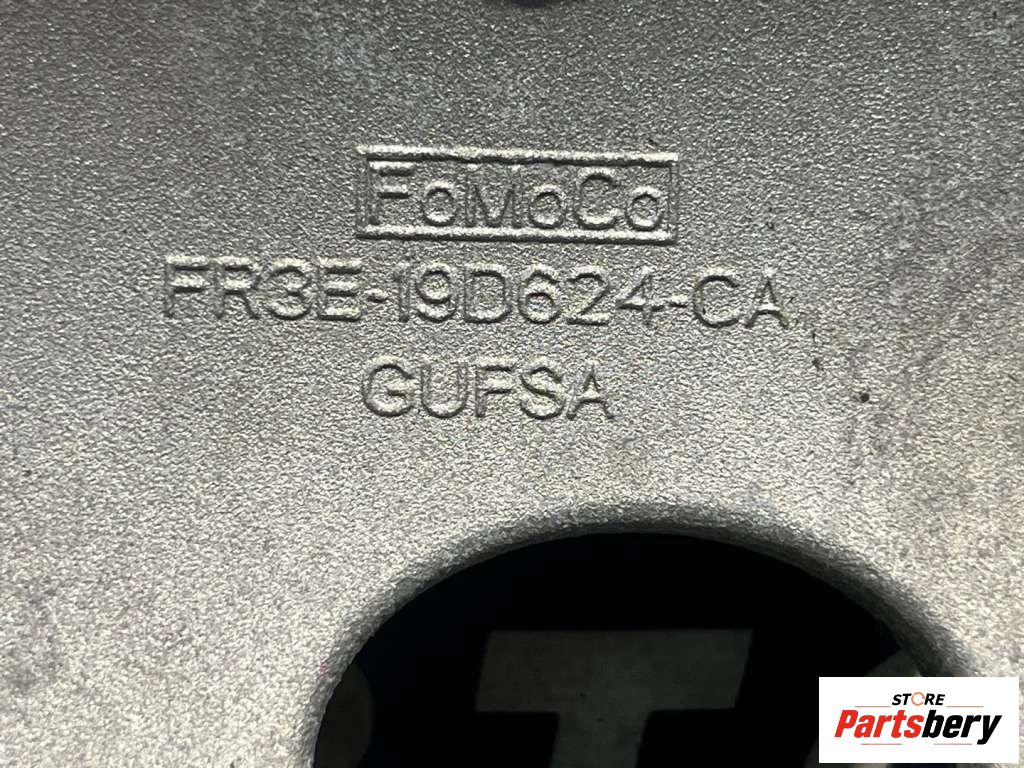 FoMoCo
FR3E-19D624-CA
GUFSA
STORE
Partsbery